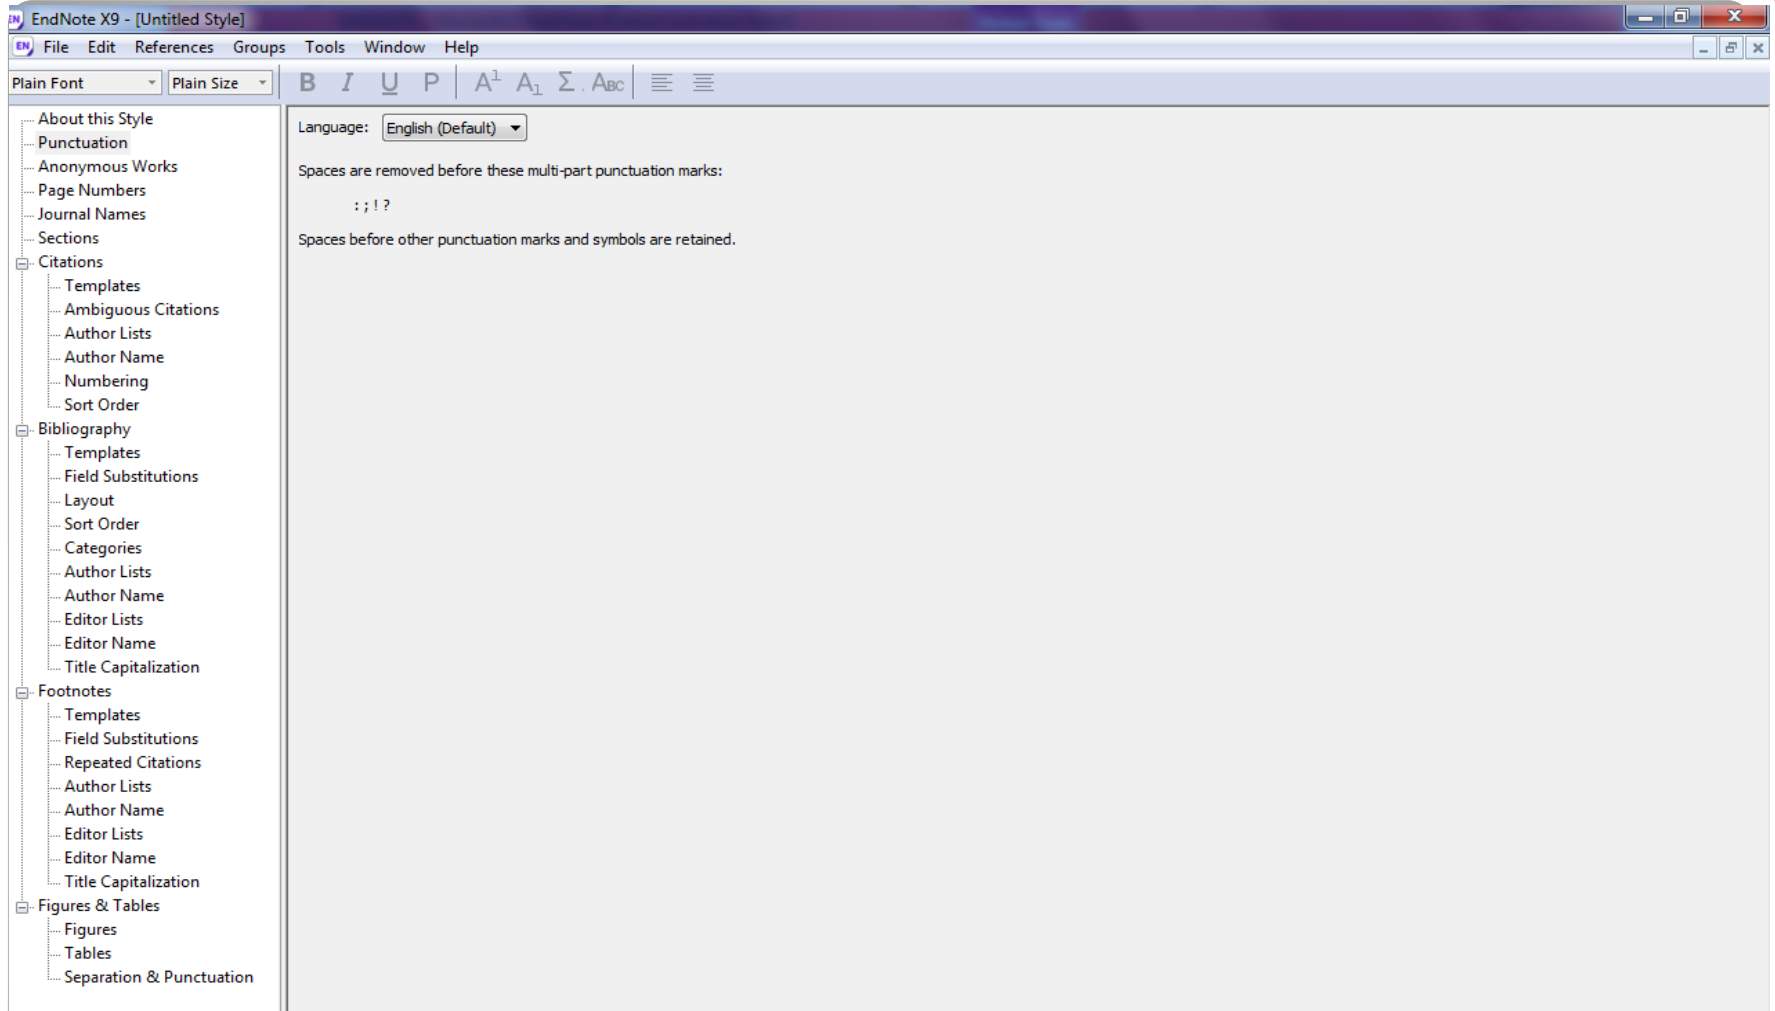 EndNote X9 - [Untitled Style]
File Edit References Groups Tools Window Help
Plain Font Plain Size B I U P A1 A1 Σ ABC
About this Style
Punctuation
Anonymous Works
Page Numbers
Journal Names
Sections
Citations
Templates
Ambiguous Citations
Author Lists
Author Name
Numbering
Sort Order
Bibliography
Templates
Field Substitutions
Layout
Sort Order
Categories
Author Lists
Author Name
Editor Lists
Editor Name
Title Capitalization
Footnotes
Templates
Field Substitutions
Repeated Citations
Author Lists
Author Name
Editor Lists
Editor Name
Title Capitalization
Figures & Tables
Figures
Tables
Separation & Punctuation
Language: English (Default)
Spaces are removed before these multi-part punctuation marks:
: ; ! ?
Spaces before other punctuation marks and symbols are retained.